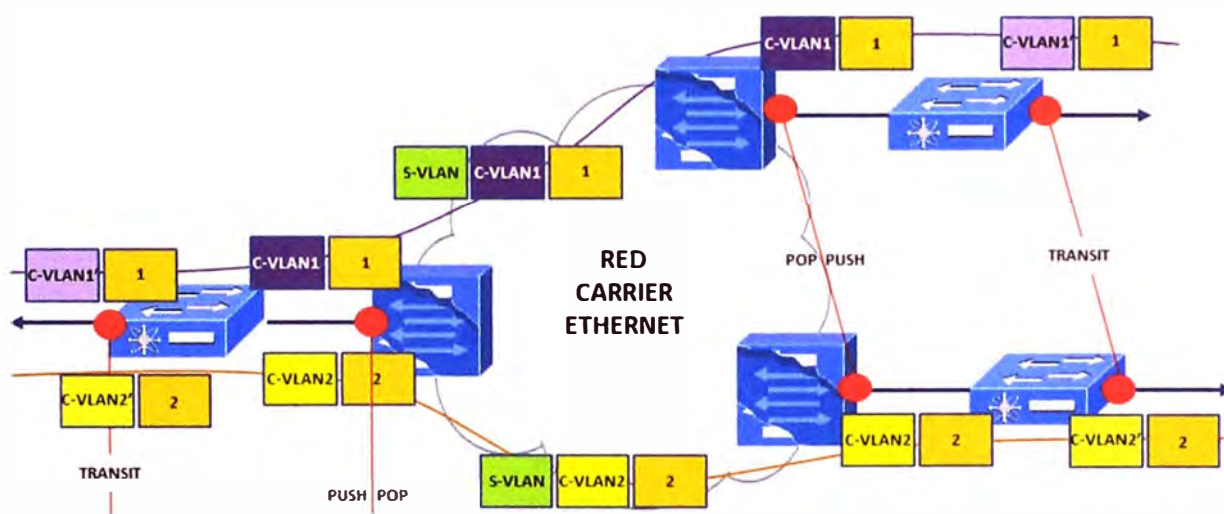 C-VLAN1 1 C-VLAN1' 1
S-VLAN C-VLAN1 1
C-VLAN1' 1 C-VLAN1 1
RED
CARRIER
ETHERNET
POP PUSH
TRANSIT
C-VLAN2' 2 C-VLAN2 2
C-VLAN2 2 C-VLAN2' 2
S-VLAN C-VLAN2 2
TRANSIT
PUSH POP